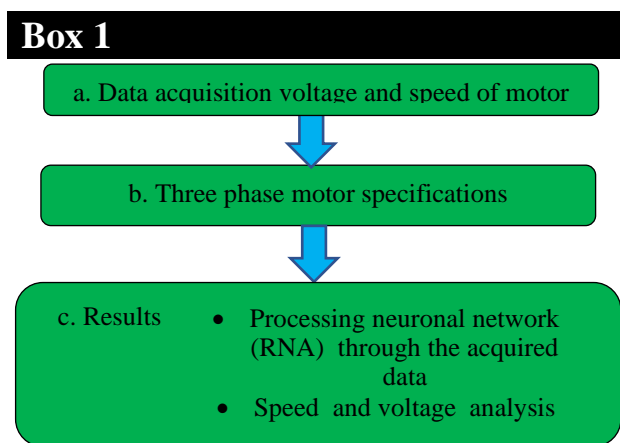 Box 1
a. Data acquisition voltage and speed of motor
b. Three phase motor specifications
c. Results
• Processing neuronal network
(RNA) through the acquired
data
• Speed and voltage analysis